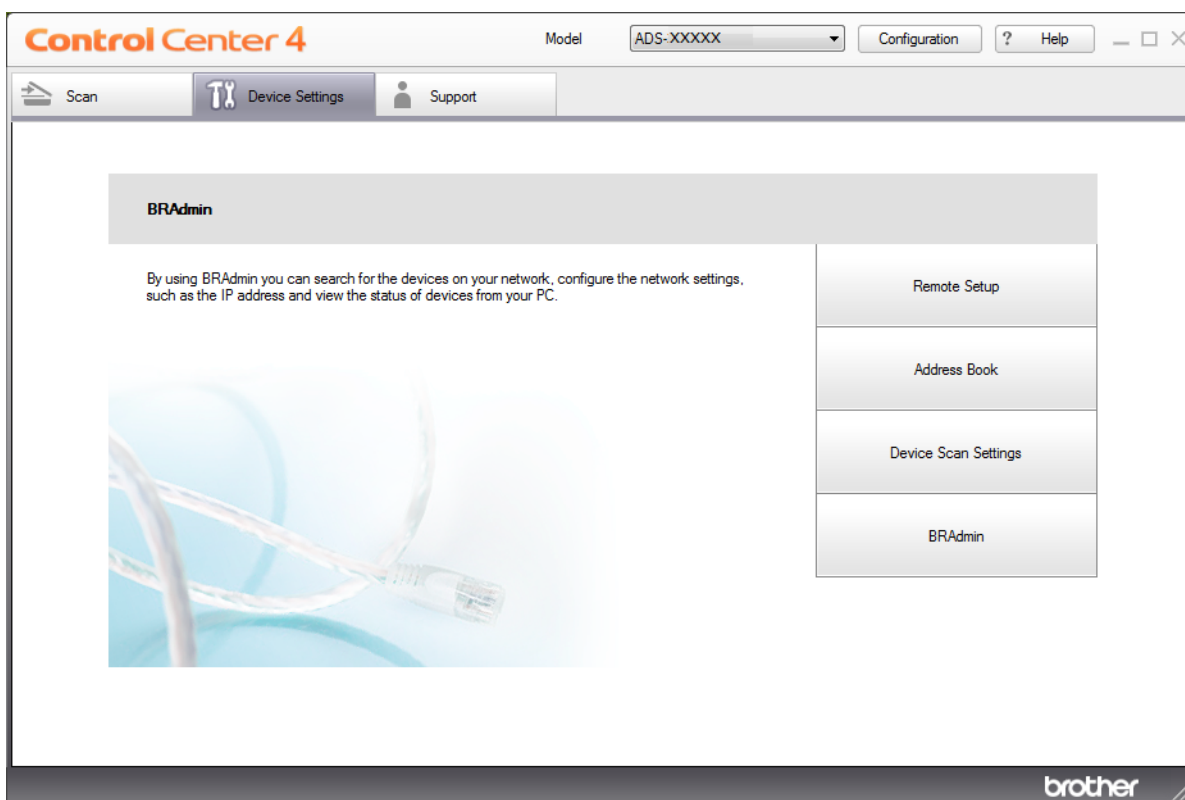 Control Center 4
Model
ADS-XXXXX
Configuration
? Help
Scan
Device Settings
Support
BRAdmin
By using BRAdmin you can search for the devices on your network, configure the network settings,
such as the IP address and view the status of devices from your PC.
Remote Setup
Address Book
Device Scan Settings
BRAdmin
brother